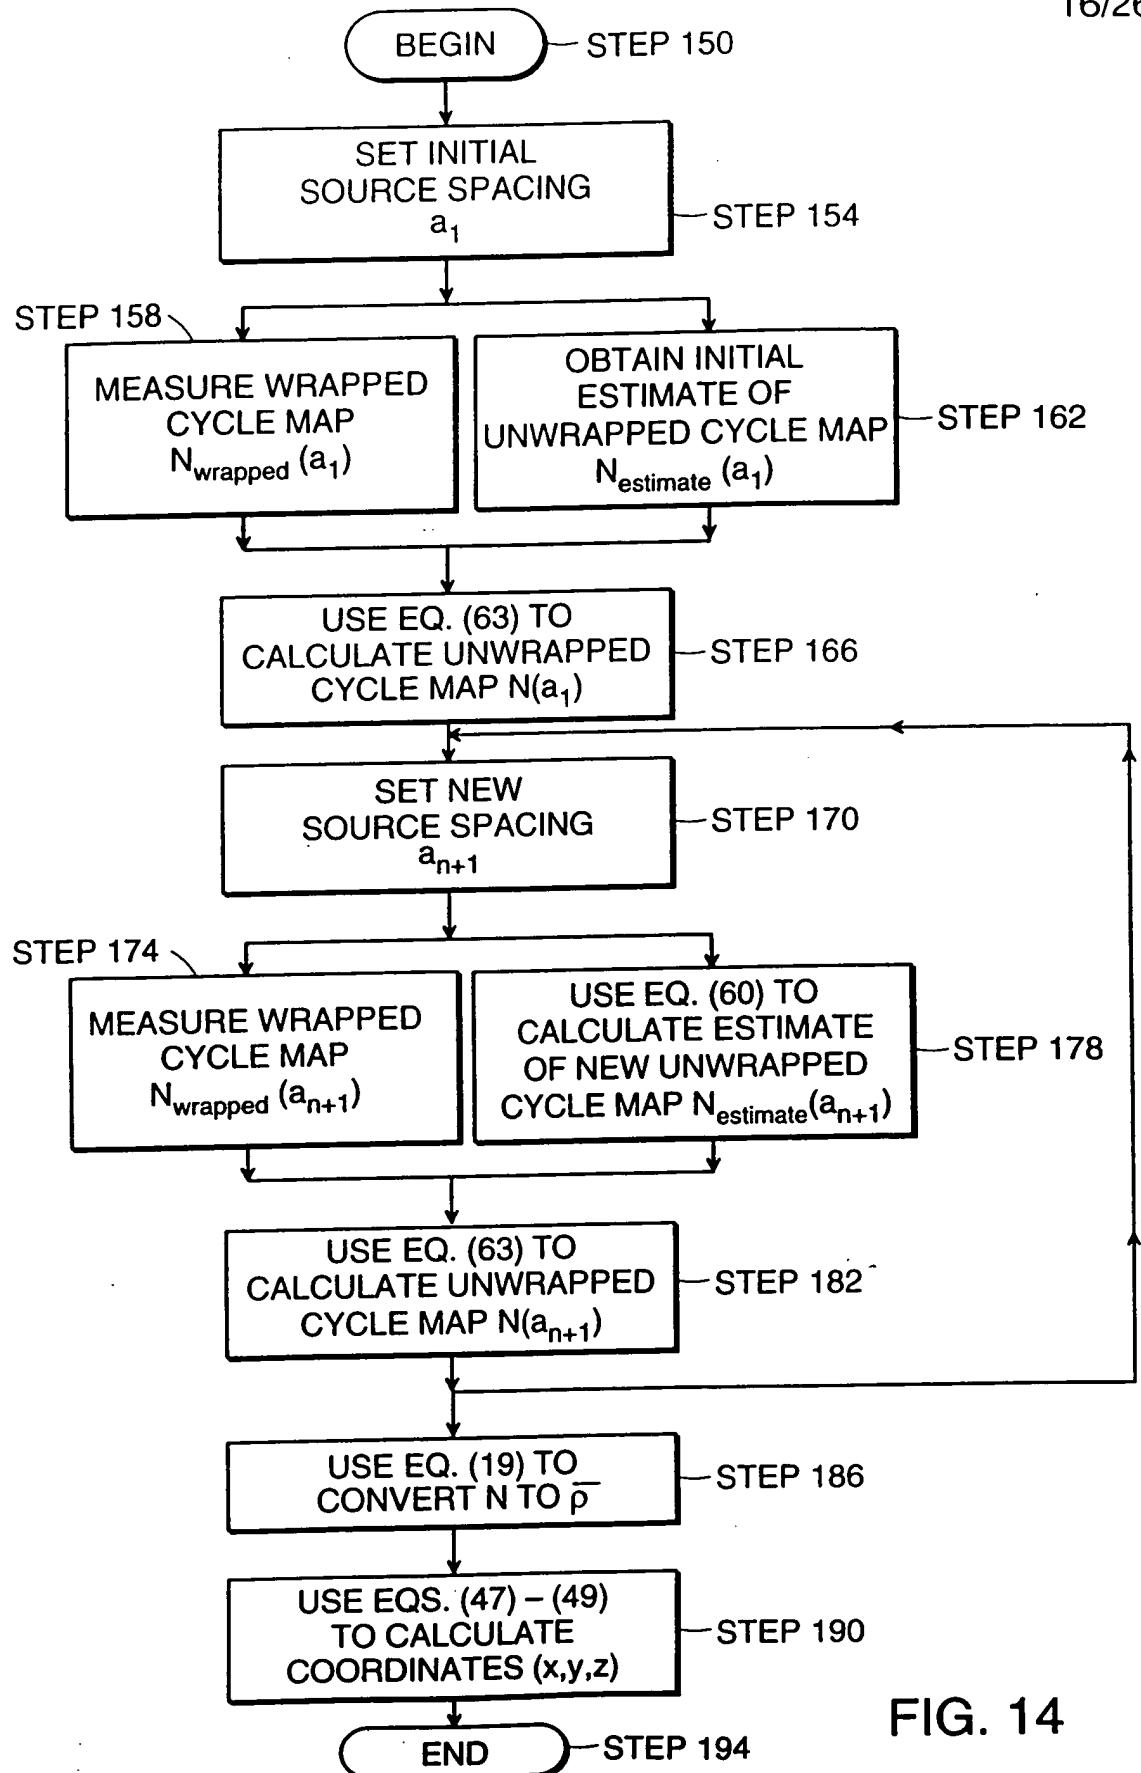 16/26
BEGIN
STEP 150
SET INITIAL
SOURCE SPACING
a1
STEP 154
STEP 158
MEASURE WRAPPED
CYCLE MAP
Nwrapped (a1)
OBTAIN INITIAL
ESTIMATE OF
UNWRAPPED CYCLE MAP
Nestimate (a1)
STEP 162
USE EQ. (63) TO
CALCULATE UNWRAPPED
CYCLE MAP N(a1)
STEP 166
SET NEW
SOURCE SPACING
an+1
STEP 170
STEP 174
MEASURE WRAPPED
CYCLE MAP
Nwrapped (an+1)
USE EQ. (60) TO
CALCULATE ESTIMATE
OF NEW UNWRAPPED
CYCLE MAP Nestimate(an+1)
STEP 178
USE EQ. (63) TO
CALCULATE UNWRAPPED
CYCLE MAP N(an+1)
STEP 182
USE EQ. (19) TO
CONVERT N TO ρ̅
STEP 186
USE EQS. (47) – (49)
TO CALCULATE
COORDINATES (x,y,z)
STEP 190
END
STEP 194
FIG. 14